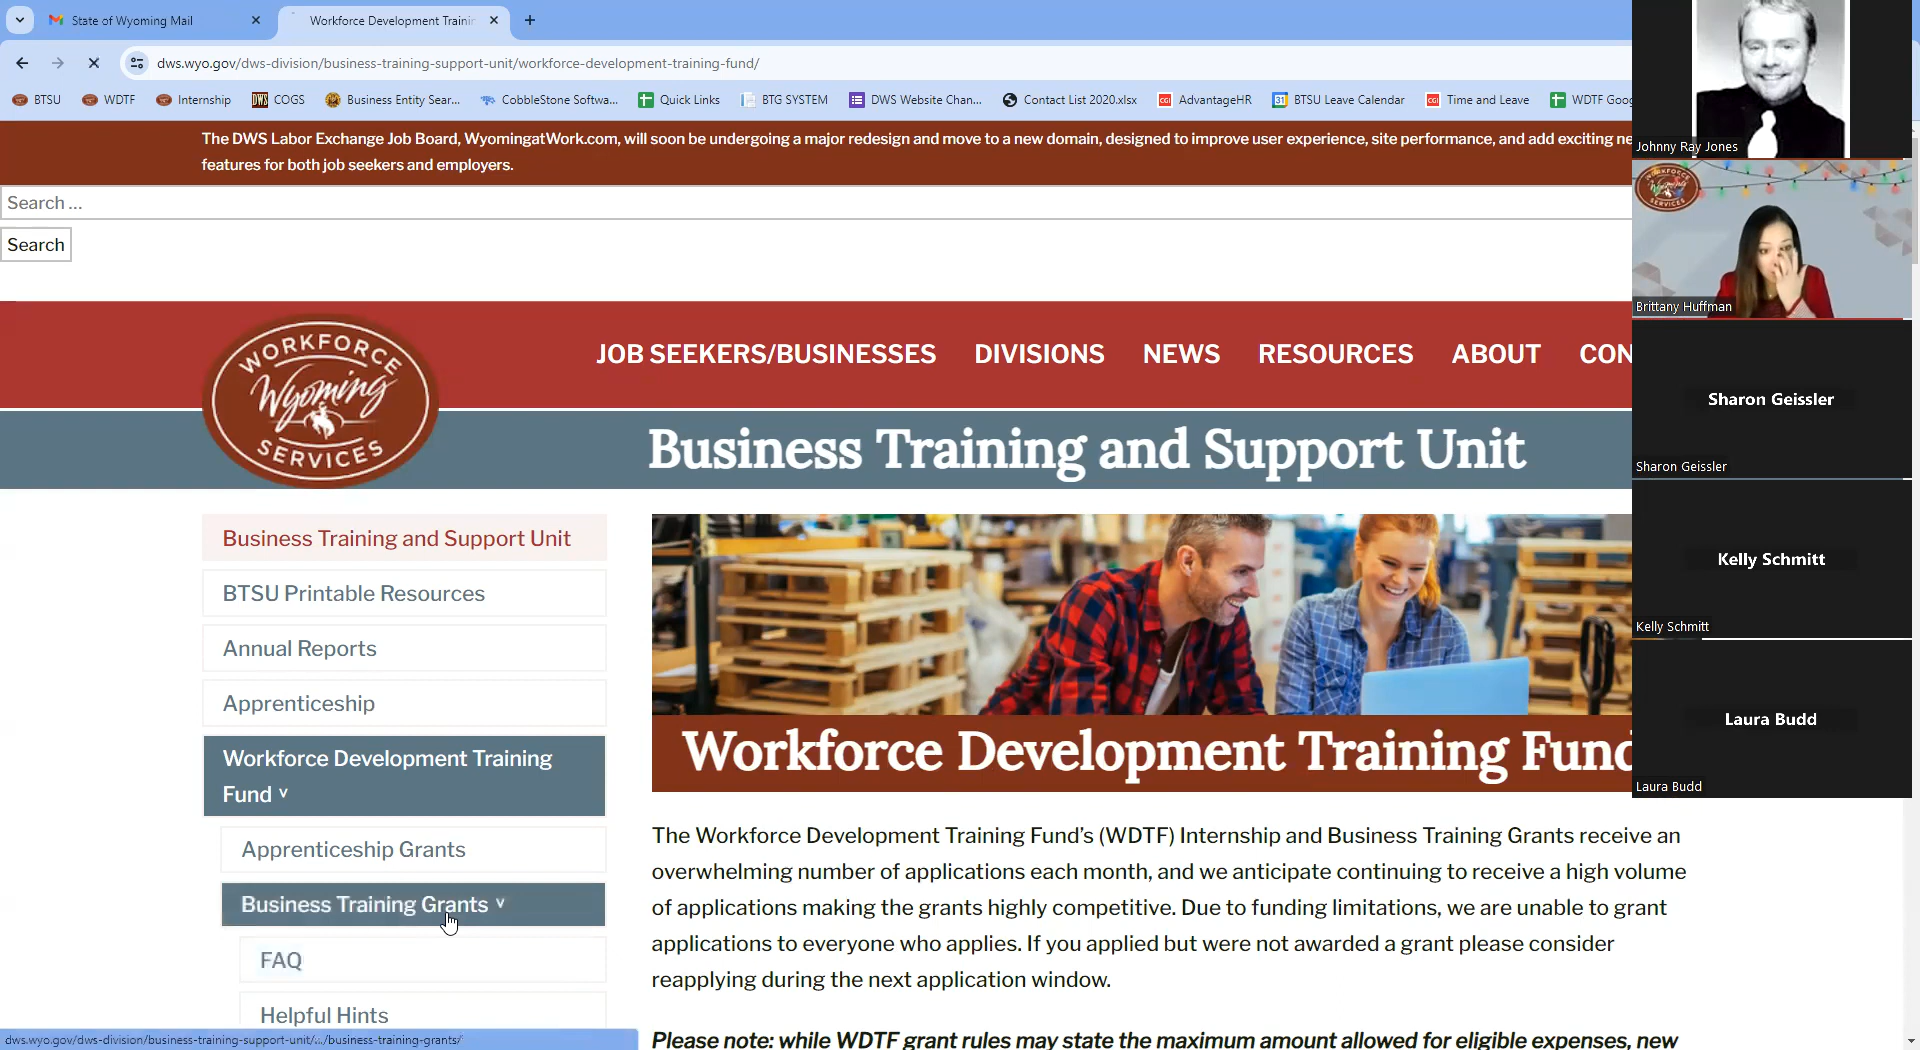 State of Wyoming Mail
Workforce Development Traini
dws.wyo.gov/dws-division/business-training-support-unit/workforce-development-training-fund/
BTSU
WDTF
Internship
COGS
Business Entity Sear...
CobbleStone Softwa...
Quick Links
BTG SYSTEM
DWS Website Chan...
Contact List 2020.xlsx
AdvantageHR
BTSU Leave Calendar
Time and Leave
WDTF Goog
The DWS Labor Exchange Job Board, WyomingatWork.com, will soon be undergoing a major redesign and move to a new domain, designed to improve user experience, site performance, and add exciting ne
features for both job seekers and employers.
Search ...
Search
WORKFORCE
Wyoming
SERVICES
JOB SEEKERS/BUSINESSES
DIVISIONS
NEWS
RESOURCES
ABOUT
CON
Business Training and Support Unit
Business Training and Support Unit
BTSU Printable Resources
Annual Reports
Apprenticeship
Workforce Development Training
Fund
Apprenticeship Grants
Business Training Grants
FAQ
Helpful Hints
Workforce Development Training Fund
The Workforce Development Training Fund's (WDTF) Internship and Business Training Grants receive an
overwhelming number of applications each month, and we anticipate continuing to receive a high volume
of applications making the grants highly competitive. Due to funding limitations, we are unable to grant
applications to everyone who applies. If you applied but were not awarded a grant please consider
reapplying during the next application window.
Please note: while WDTF grant rules may state the maximum amount allowed for eligible expenses, new
dws.wyo.gov/dws-division/business-training-support-unit/.../business-training-grants/
Johnny Ray Jones
WORKFORCE
Wyoming
SERVICES
Brittany Huffman
Sharon Geissler
Sharon Geissler
Kelly Schmitt
Kelly Schmitt
Laura Budd
Laura Budd